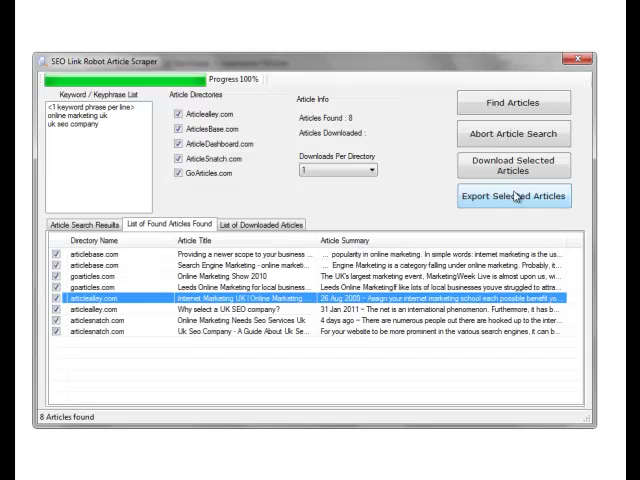 SEO Link Robot Article Scraper
Progress 100%
Keyword / Keyphrase List
<1 keyword phrase per line>
online marketing uk
uk seo company
Article Directories
Articlealley.com
ArticlesBase.com
ArticleDashboard.com
ArticleSnatch.com
GoArticles.com
Article Info
Articles Found : 8
Articles Downloaded :
Downloads Per Directory
1
Find Articles
Abort Article Search
Download Selected
Articles
Export Selected Articles
Article Search Results List of Found Articles Found List of Downloaded Articles
Directory Name Article Title Article Summary
articlebase.com Providing a newer scope to your business ... ... popularity in online marketing. In simple words: internet marketing is the us...
articlebase.com Search Engine Marketing - online marketi... ... Engine Marketing is a category falling under online marketing. Probably, it...
goarticles.com Online Marketing Show 2010 The UK's largest marketing event, MarketingWeek Live is almost upon us, wi...
goarticles.com Leeds Online Marketing for local business... Leeds Online Marketing# like lots of local businesses youve struggled to attra...
articlealley.com Internet Marketing UK | Online Marketing ... 26 Aug 2009 – Assign your internet marketing school each possible benefit yo...
articlealley.com Why select a UK SEO company? 31 Jan 2011 – The net is an international phenomenon. Furthermore, it has b...
articlesnatch.com Online Marketing Needs Seo Services Uk 4 days ago – There are numerous people out there are hooked up to the inter...
articlesnatch.com Uk Seo Company - A Guide About Uk Se... For your website to be more prominent in the various search engines, it can b...
8 Articles found